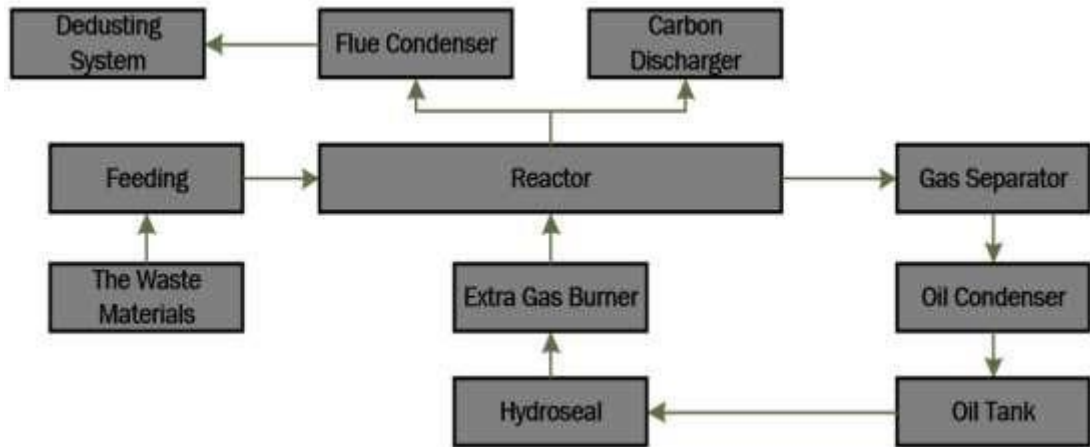 Dedusting
System
Flue Condenser
Carbon
Discharger
Feeding
Reactor
Gas Separator
The Waste
Materials
Extra Gas Burner
Oil Condenser
Hydroseal
Oil Tank